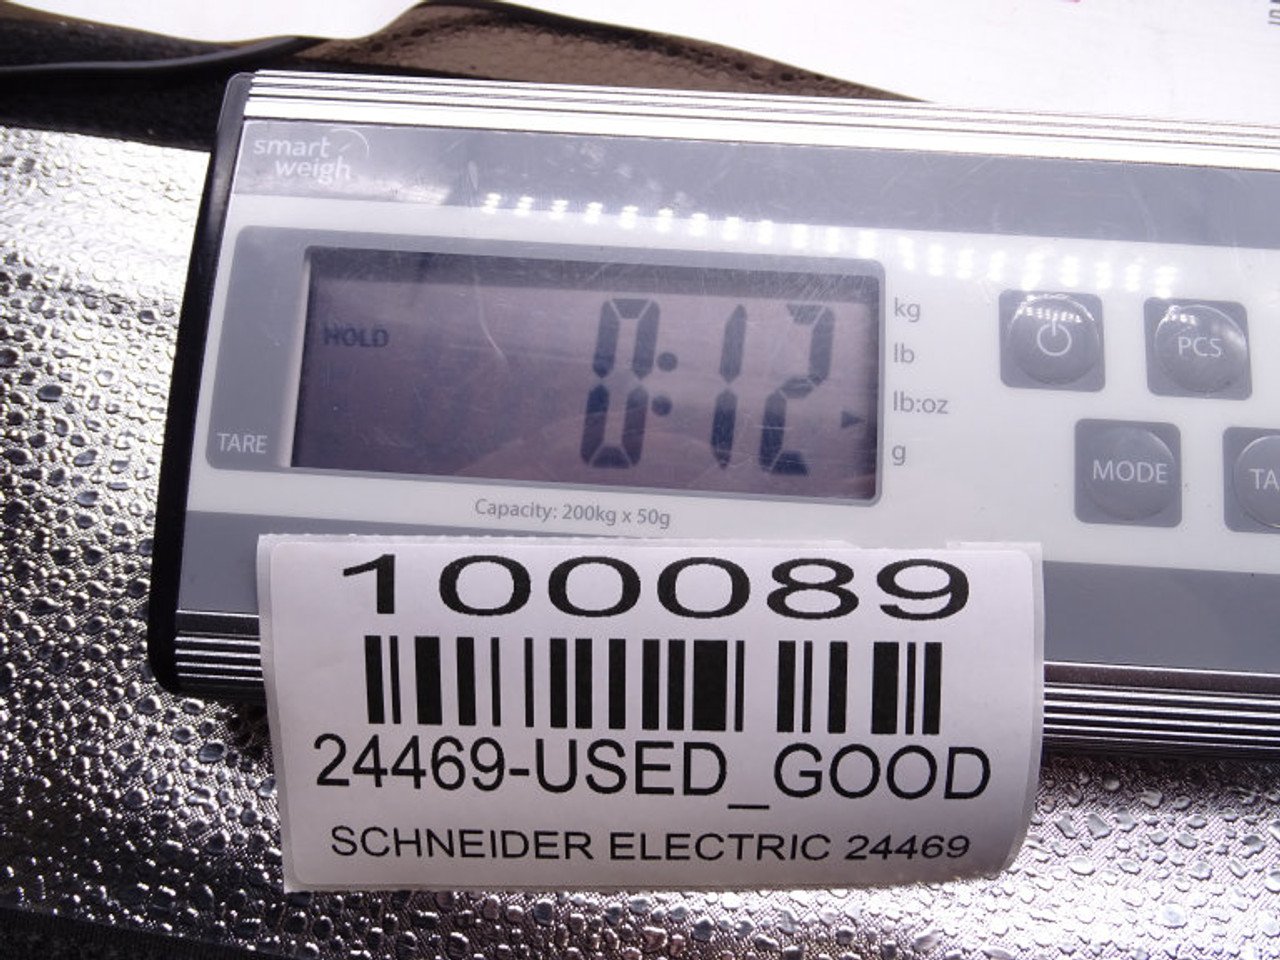 smart
weigh
HOLD
0:12
kg
lb
lb:oz
g
PCS
TARE
MODE
Capacity: 200kg x 50g
100089
24469-USED_GOOD
SCHNEIDER ELECTRIC 24469